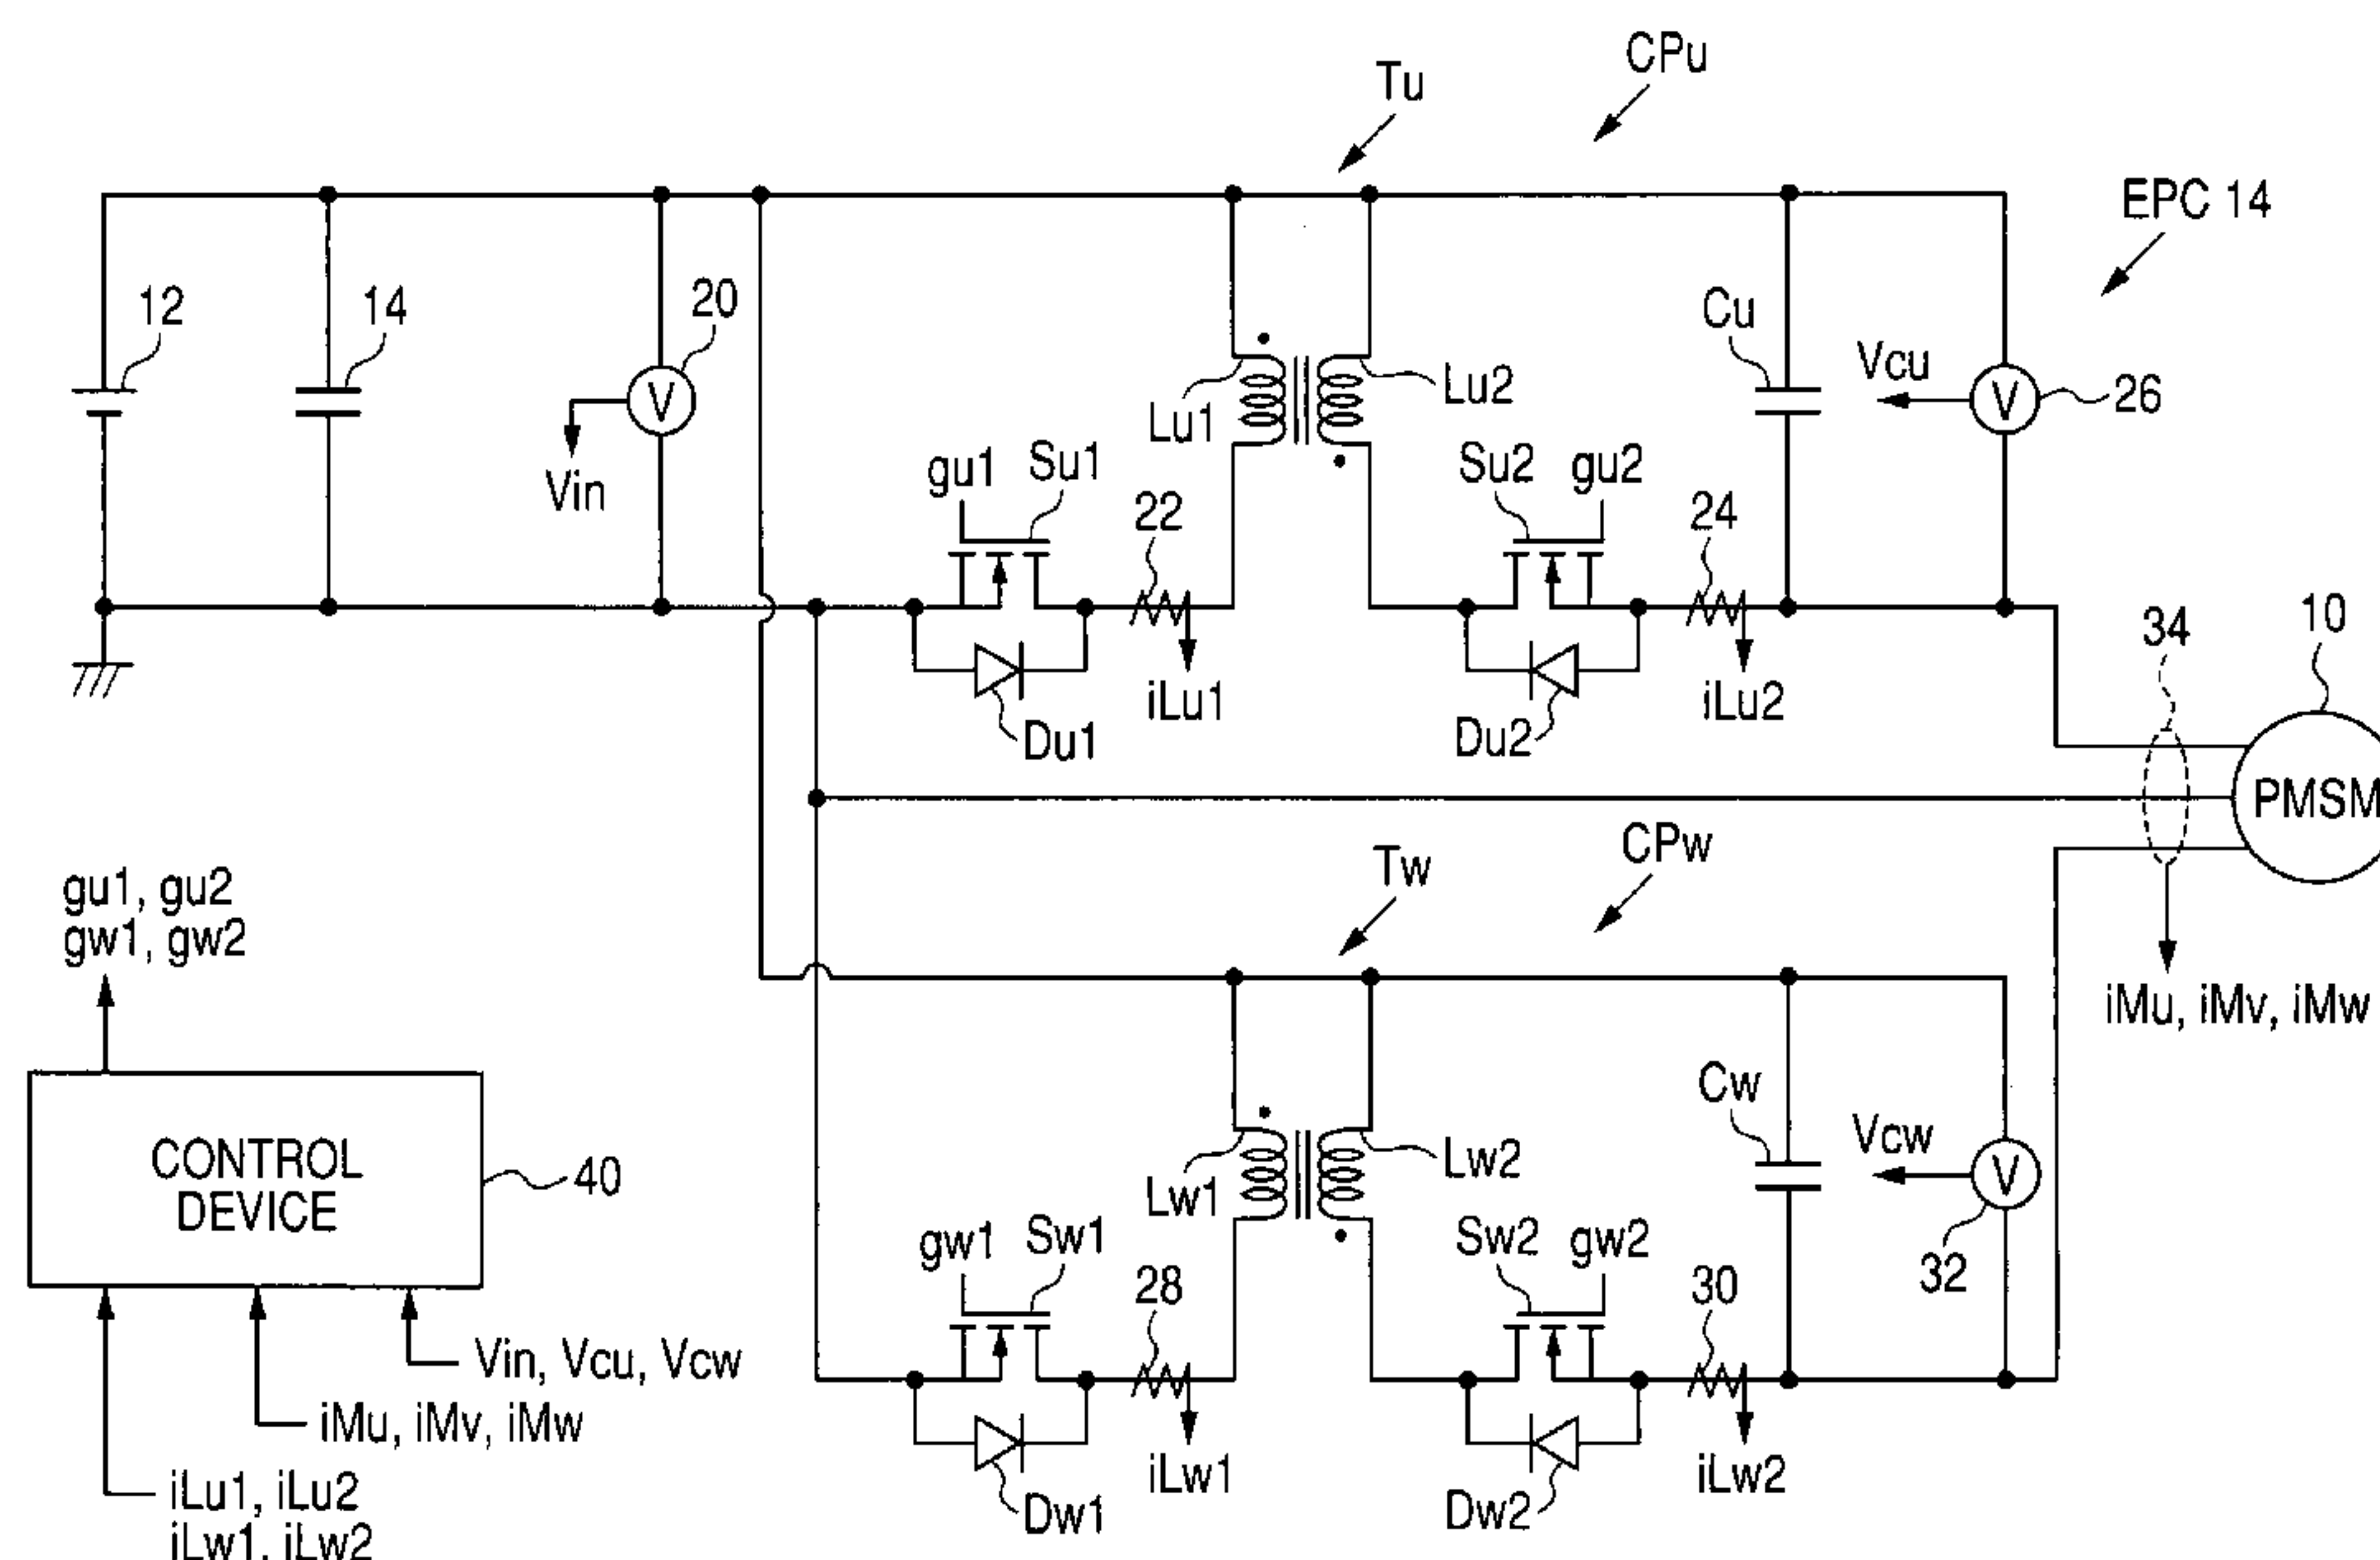 CPu
Tu
EPC 14
12
14
20
V
Vin
Lu1
Lu2
Cu
Vcu
V
26
gu1
Su1
22
Su2
gu2
24
iLu1
iLu2
Du1
Du2
34
10
PMSM
CPw
Tw
gu1, gu2
gw1, gw2
iMu, iMv, iMw
CONTROL
DEVICE
40
Lw1
Lw2
Cw
Vcw
V
32
gw1
Sw1
28
Sw2
gw2
30
Vin, Vcu, Vcw
iMu, iMv, iMw
iLu1, iLu2
iLw1, iLw2
iLw1
iLw2
Dw1
Dw2